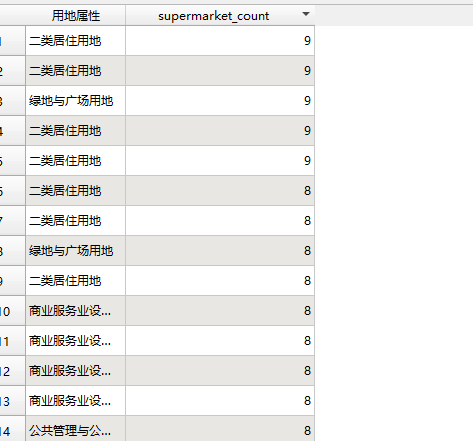 用地属性 supermarket_count
1 二类居住用地 9
2 二类居住用地 9
3 绿地与广场用地 9
4 二类居住用地 9
5 二类居住用地 9
6 二类居住用地 8
7 二类居住用地 8
8 绿地与广场用地 8
9 二类居住用地 8
10 商业服务业设... 8
11 商业服务业设... 8
12 商业服务业设... 8
13 商业服务业设... 8
14 公共管理与公... 8